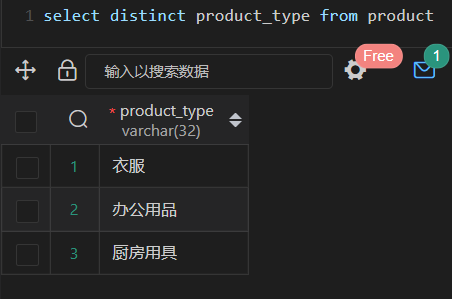 1 select distinct product_type from product
输入以搜索数据
Free
1
* product_type
varchar(32)
1 衣服
2 办公用品
3 厨房用具